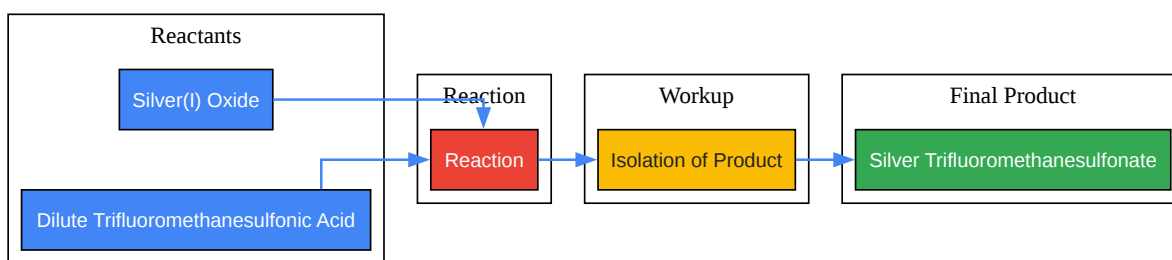 Reactants
Silver(I) Oxide
Dilute Trifluoromethanesulfonic Acid
Reaction
Reaction
Workup
Isolation of Product
Final Product
Silver Trifluoromethanesulfonate